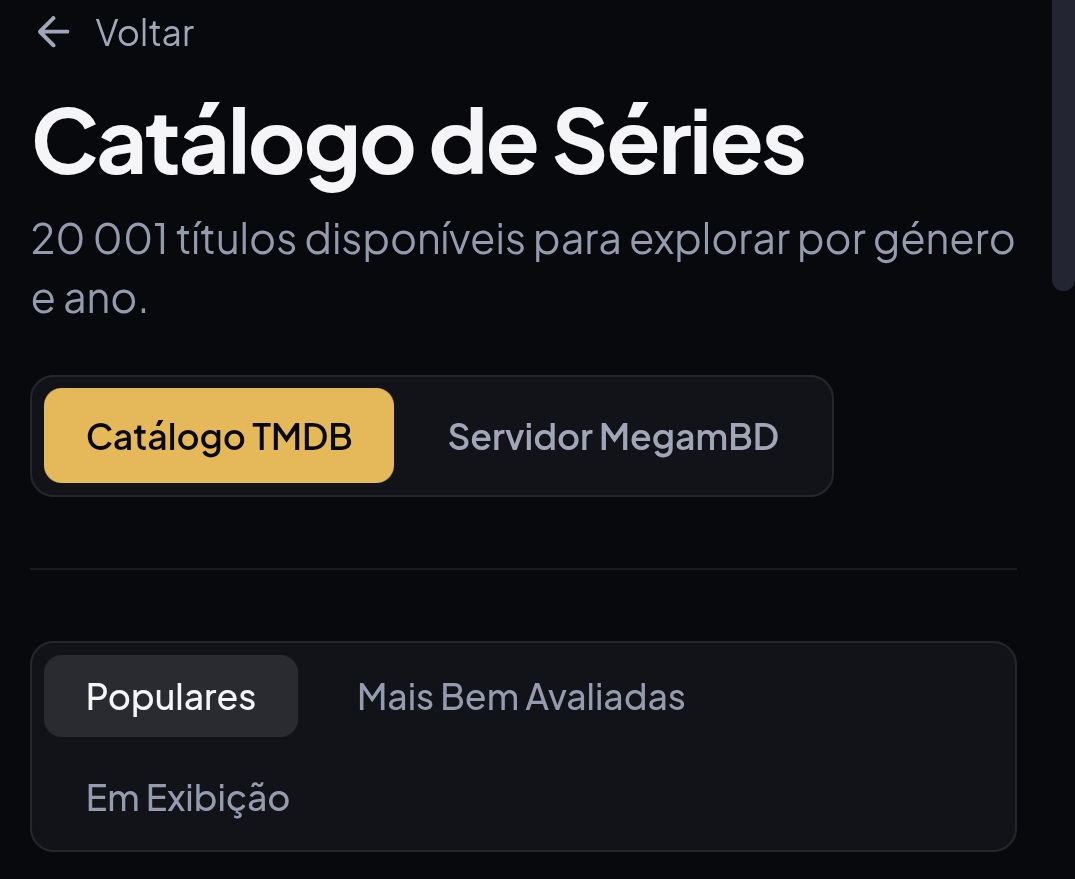 Voltar
Catálogo de Séries
20 001 títulos disponíveis para explorar por género
e ano.
Catálogo TMDB
Servidor MegamBD
Populares
Mais Bem Avaliadas
Em Exibição